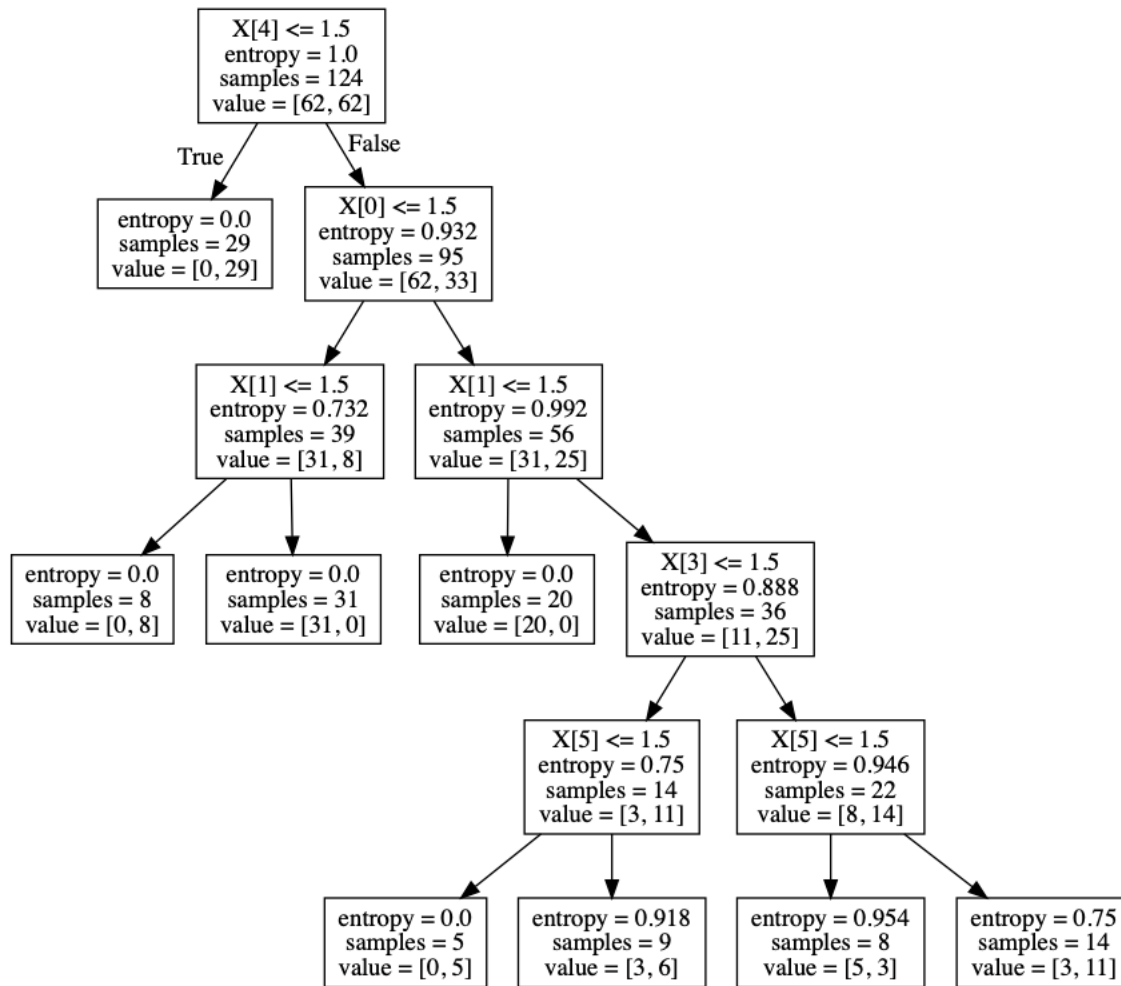 X[4] <= 1.5
entropy = 1.0
samples = 124
value = [62, 62]
True
False
entropy = 0.0
samples = 29
value = [0, 29]
X[0] <= 1.5
entropy = 0.932
samples = 95
value = [62, 33]
X[1] <= 1.5
entropy = 0.732
samples = 39
value = [31, 8]
X[1] <= 1.5
entropy = 0.992
samples = 56
value = [31, 25]
entropy = 0.0
samples = 8
value = [0, 8]
entropy = 0.0
samples = 31
value = [31, 0]
entropy = 0.0
samples = 20
value = [20, 0]
X[3] <= 1.5
entropy = 0.888
samples = 36
value = [11, 25]
X[5] <= 1.5
entropy = 0.75
samples = 14
value = [3, 11]
X[5] <= 1.5
entropy = 0.946
samples = 22
value = [8, 14]
entropy = 0.0
samples = 5
value = [0, 5]
entropy = 0.918
samples = 9
value = [3, 6]
entropy = 0.954
samples = 8
value = [5, 3]
entropy = 0.75
samples = 14
value = [3, 11]